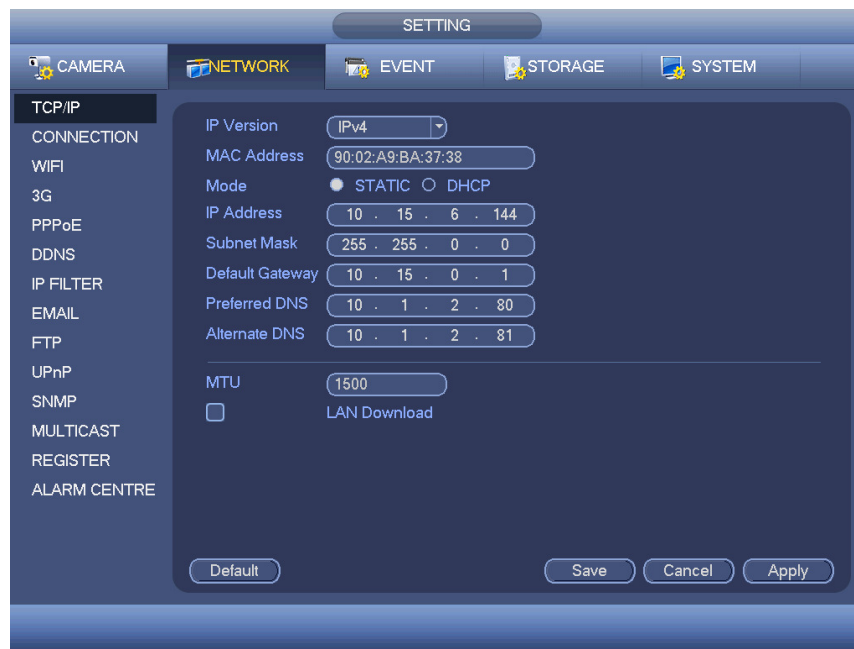 SETTING
CAMERA NETWORK EVENT STORAGE SYSTEM
TCP/IP
CONNECTION
WIFI
3G
PPPoE
DDNS
IP FILTER
EMAIL
FTP
UPnP
SNMP
MULTICAST
REGISTER
ALARM CENTRE
IP Version IPv4
MAC Address 90:02:A9:BA:37:38
Mode STATIC DHCP
IP Address 10 . 15 . 6 . 144
Subnet Mask 255 . 255 . 0 . 0
Default Gateway 10 . 15 . 0 . 1
Preferred DNS 10 . 1 . 2 . 80
Alternate DNS 10 . 1 . 2 . 81
MTU 1500
LAN Download
Default Save Cancel Apply